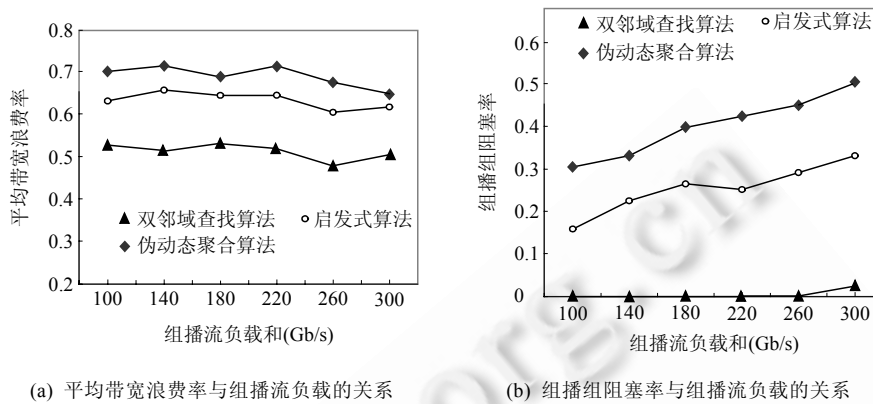 0.8
0.7
0.6
0.5
0.4
0.3
0.2
平均带宽浪费率
双邻域查找算法
启发式算法
伪动态聚合算法
100 140 180 220 260 300
组播流负载和(Gb/s)
(a) 平均带宽浪费率与组播流负载的关系
双邻域查找算法
启发式算法
伪动态聚合算法
0.6
0.5
0.4
0.3
0.2
0.1
0
组播组阻塞率
100 140 180 220 260 300
组播流负载和(Gb/s)
(b) 组播组阻塞率与组播流负载的关系
org.cn